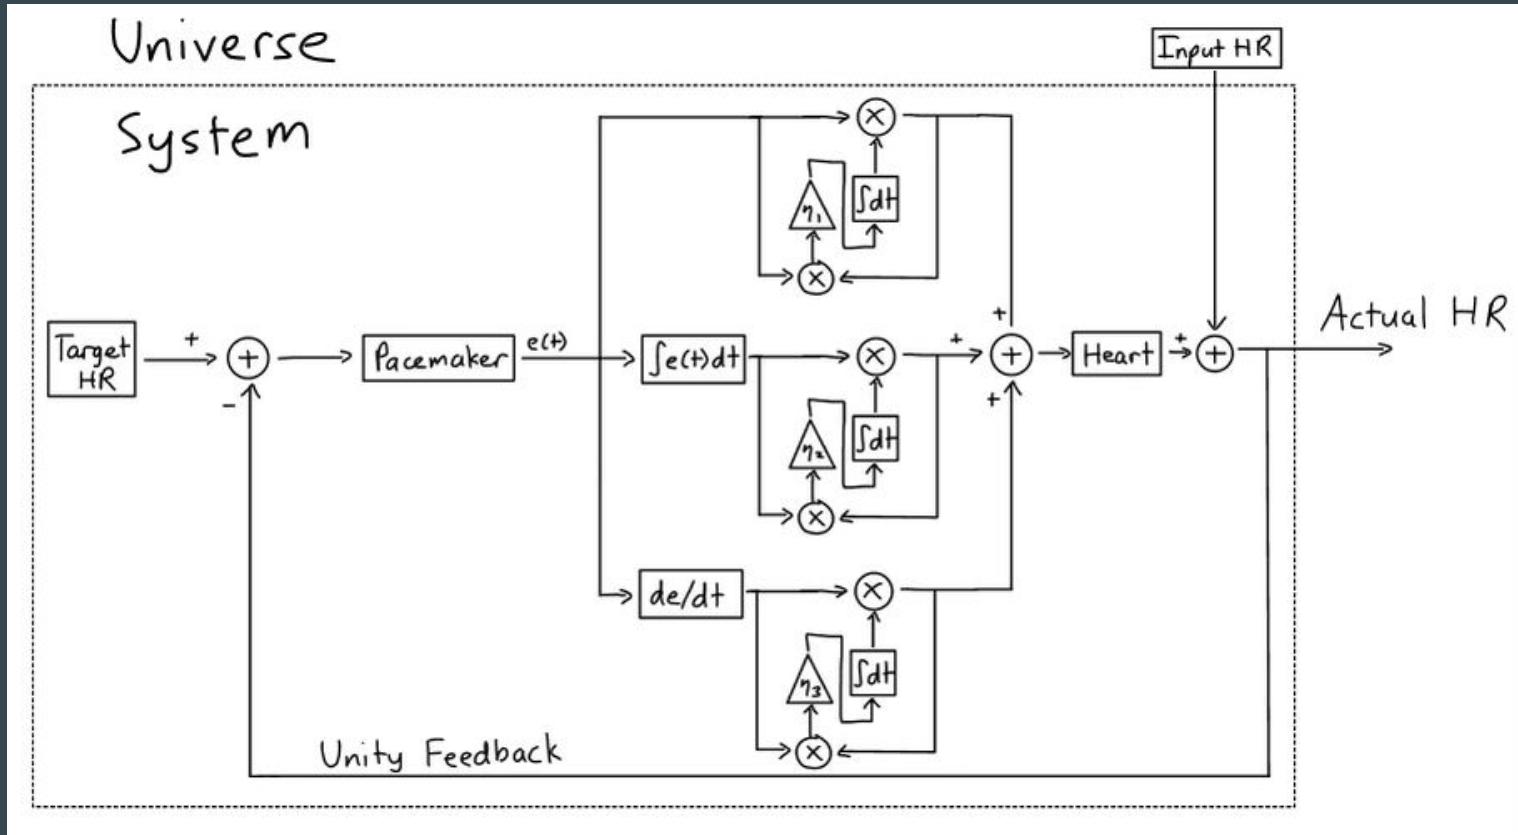 Universe
Input HR
System
×
∫dt
η₁
×
+
Target
HR
+
+
-
Pacemaker
e(t)
∫e(t)dt
×
+
+
+
Heart
+
+
Actual HR
∫dt
η₂
×
de/dt
×
∫dt
η₃
×
Unity Feedback